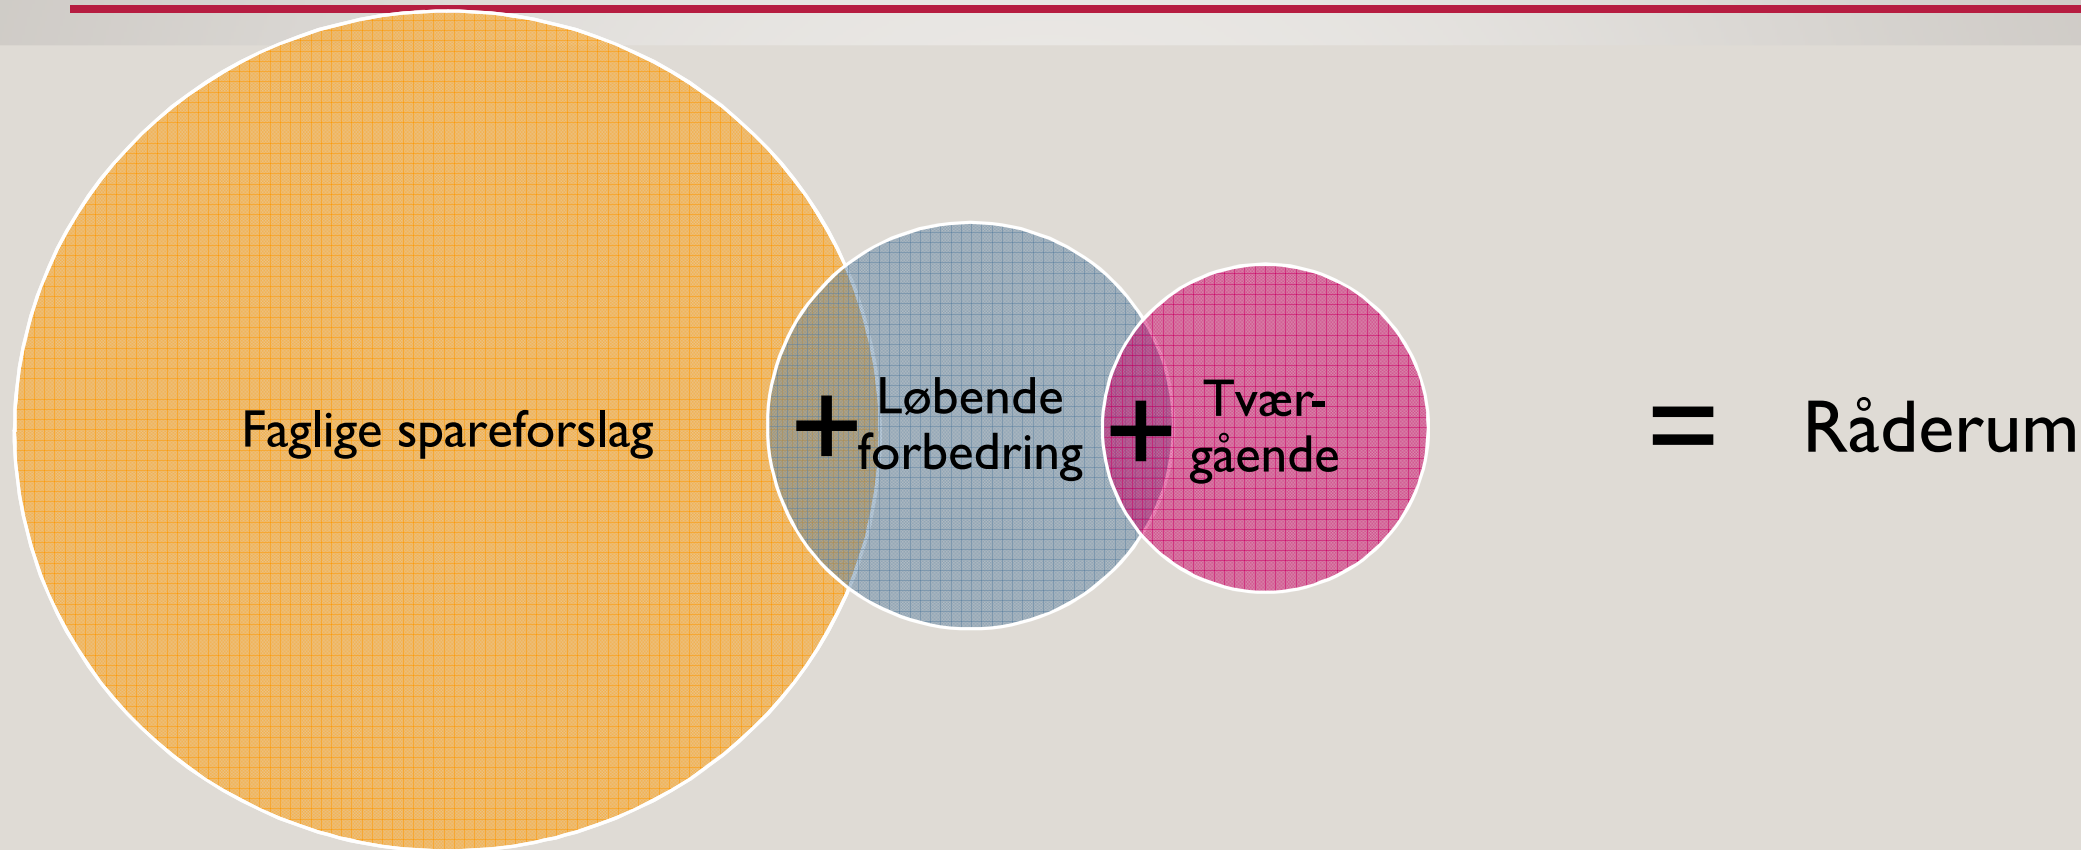 Faglige spareforslag
+
Løbende
forbedring
+
Tvær-
gående
= Råderum